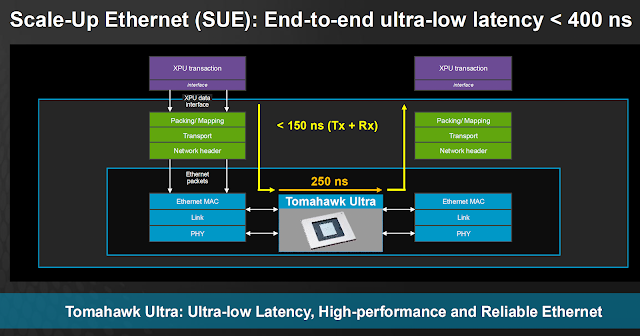 Scale-Up Ethernet (SUE): End-to-end ultra-low latency < 400 ns
XPU transaction
Interface
XPU data
interface
Packing/ Mapping
Transport
Network header
Ethernet
packets
Ethernet MAC
Link
PHY
< 150 ns (Tx + Rx)
250 ns
Tomahawk Ultra
XPU transaction
Interface
Packing/ Mapping
Transport
Network header
Ethernet MAC
Link
PHY
Tomahawk Ultra: Ultra-low Latency, High-performance and Reliable Ethernet